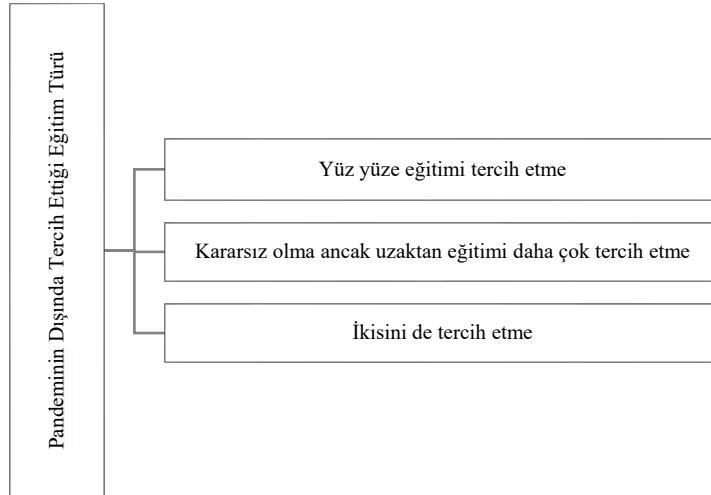 Pandeminin Dışında Tercih Ettiği Eğitim Türü
Yüz yüze eğitimi tercih etme
Kararsız olma ancak uzaktan eğitimi daha çok tercih etme
İkisini de tercih etme